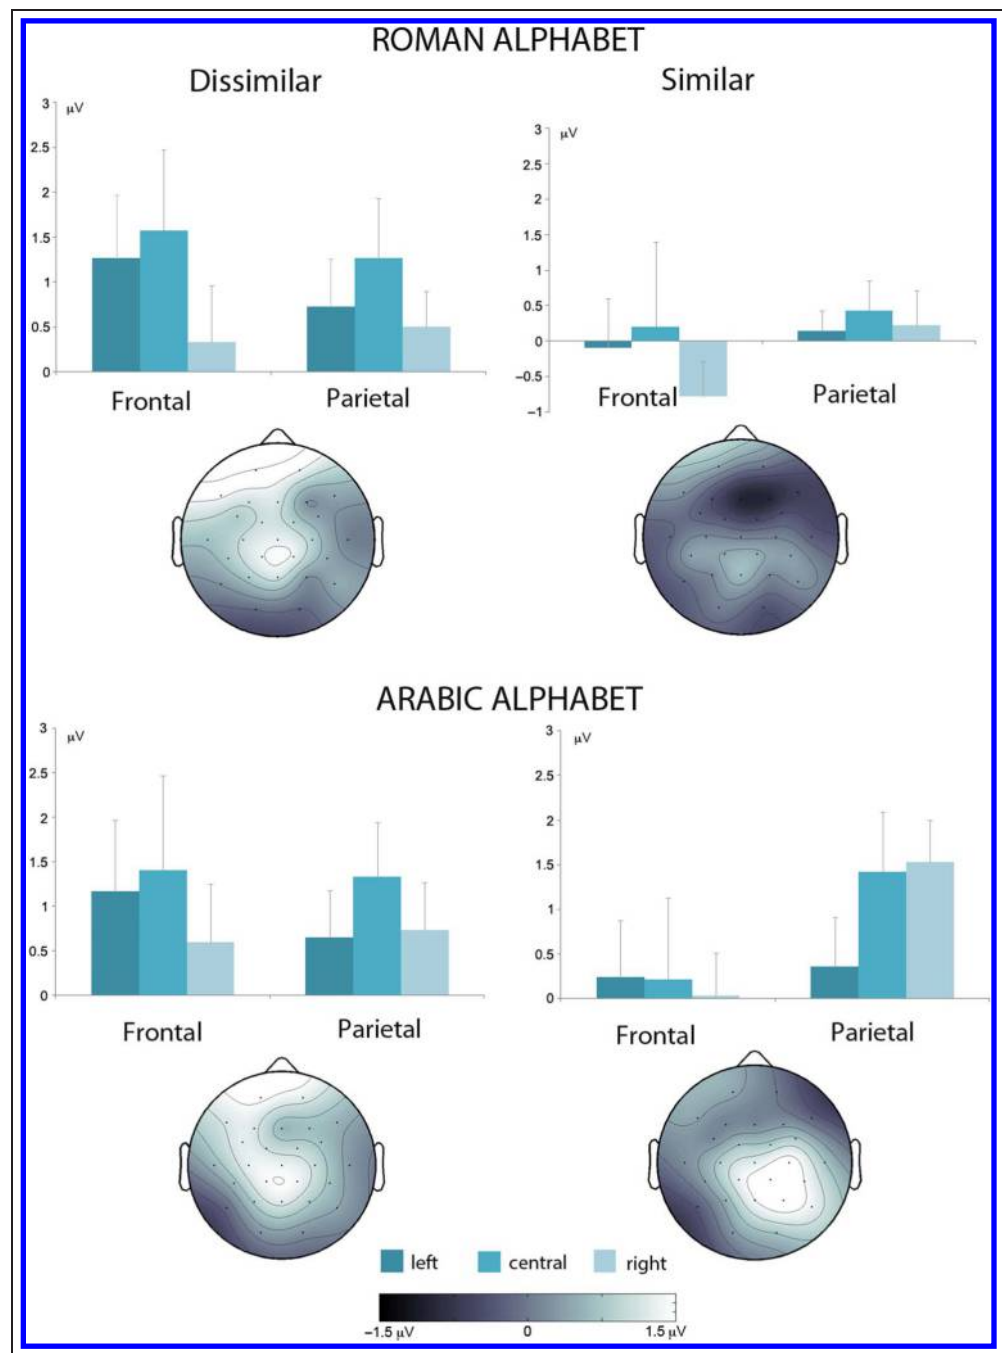 ROMAN ALPHABET
Dissimilar
Similar
3
μV
2.5
2
1.5
1
0.5
0
Frontal
Parietal
3
μV
2.5
2
1.5
1
0.5
0
−0.5
−1
Frontal
Parietal
ARABIC ALPHABET
3
μV
2.5
2
1.5
1
0.5
0
Frontal
Parietal
3
μV
2.5
2
1.5
1
0.5
0
Frontal
Parietal
left central right
−1.5 μV 0 1.5 μV